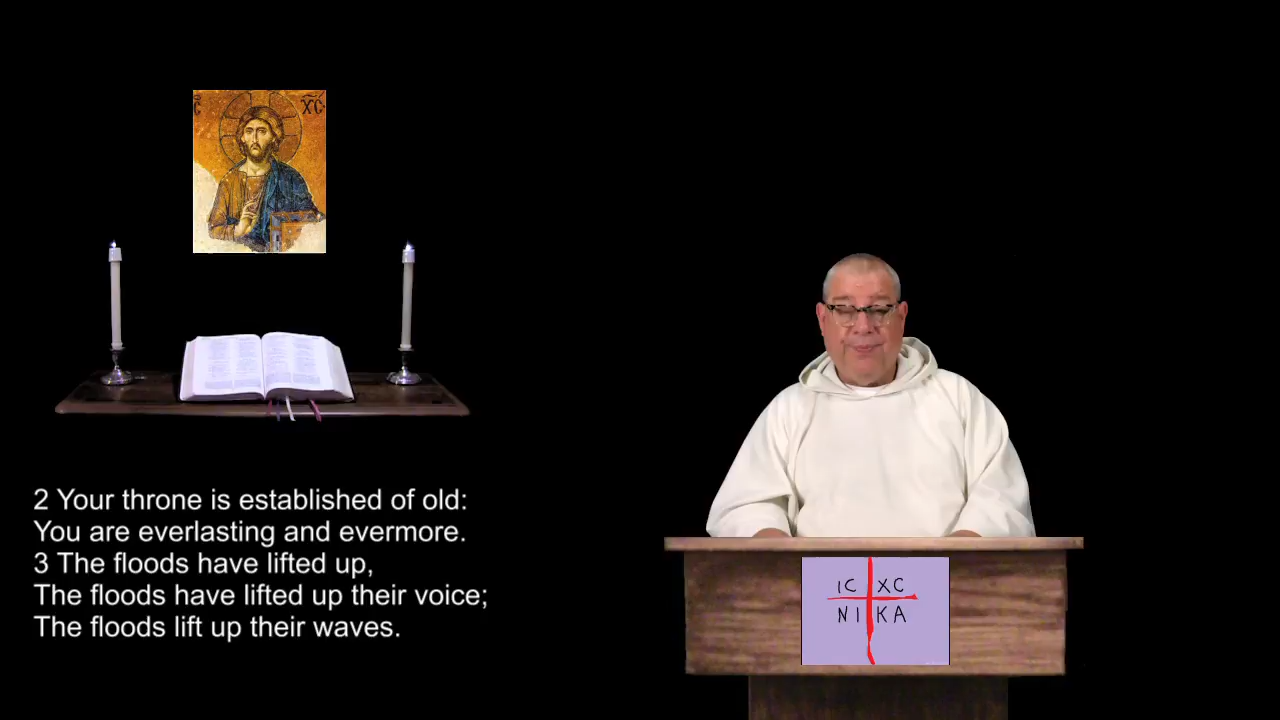 XC
2 Your throne is established of old:
You are everlasting and evermore.
3 The floods have lifted up,
The floods have lifted up their voice;
The floods lift up their waves.
IC XC
NI KA